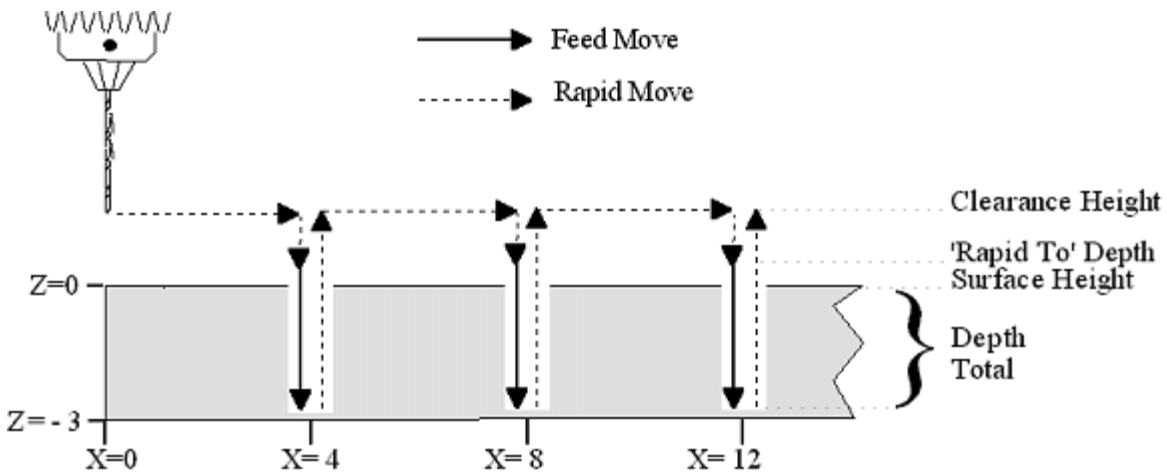 Feed Move
Rapid Move
Clearance Height
'Rapid To' Depth
Surface Height
Z=0
Depth
Total
Z= - 3
X=0
X= 4
X= 8
X= 12